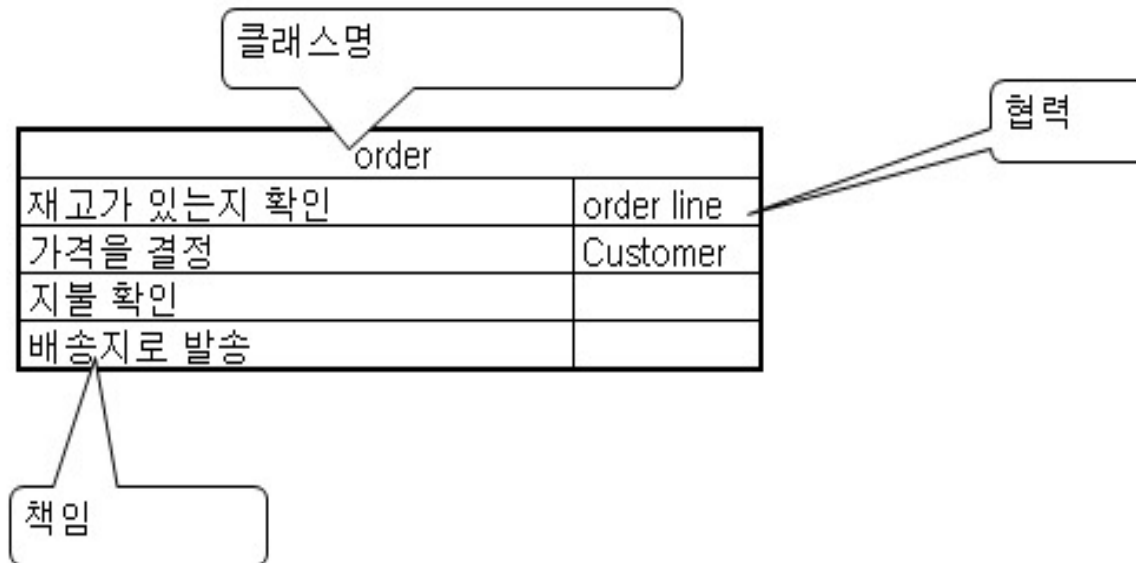 클래스명
협력
order
재고가 있는지 확인 order line
가격을 결정 Customer
지불 확인
배송지로 발송
책임